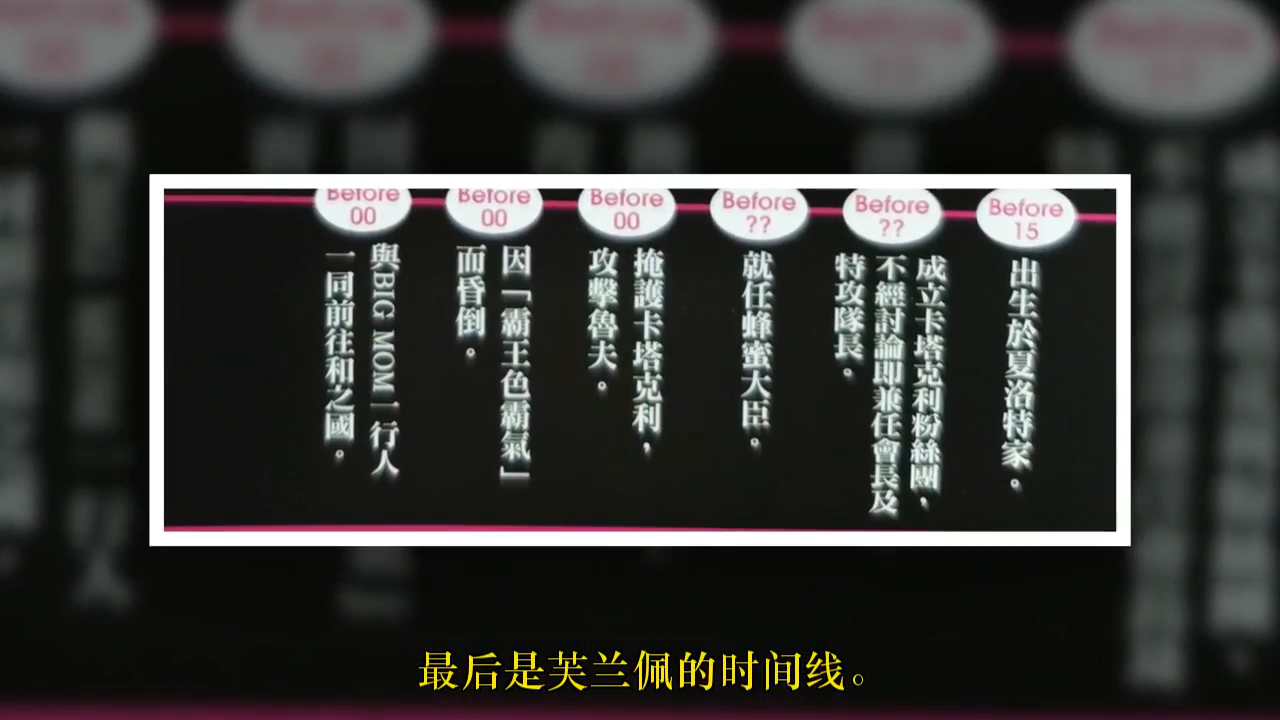 Before
15
出生於夏洛特家。
Before
??
成立卡塔克利粉絲團，
不經討論即兼任會長及
特攻隊長。
Before
??
就任蜂蜜大臣。
Before
00
掩護卡塔克利，
攻擊魯夫。
Before
00
因「霸王色霸氣」
而昏倒。
Before
00
與BIG MOM一行人
一同前往和之國。
最后是芙兰佩的时间线。